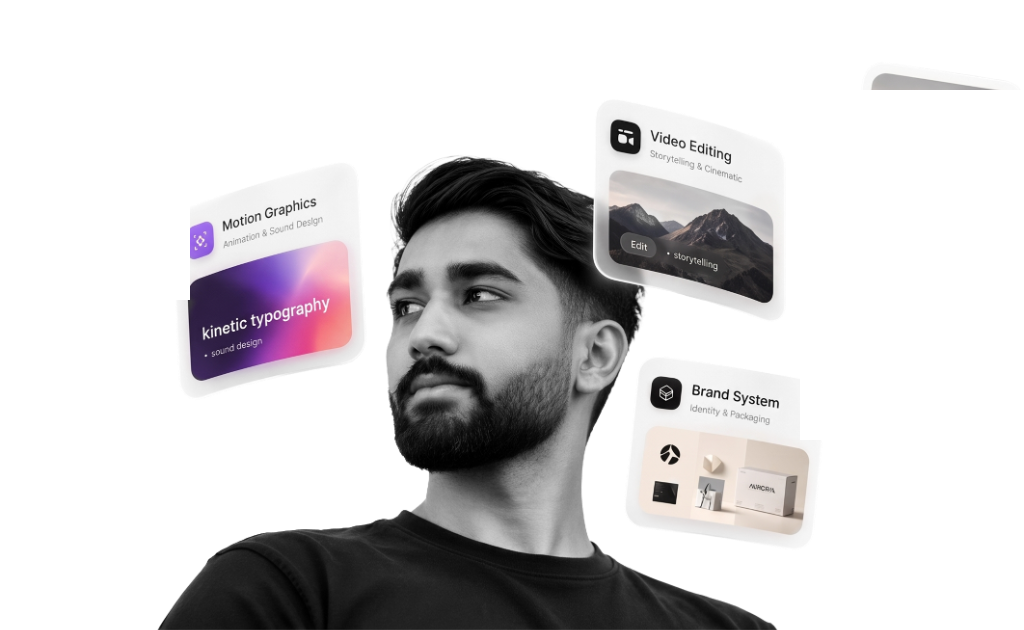 Motion Graphics
Animation & Sound Design
kinetic typography
• sound design
Video Editing
Storytelling & Cinematic
Edit
• storytelling
Brand System
Identity & Packaging